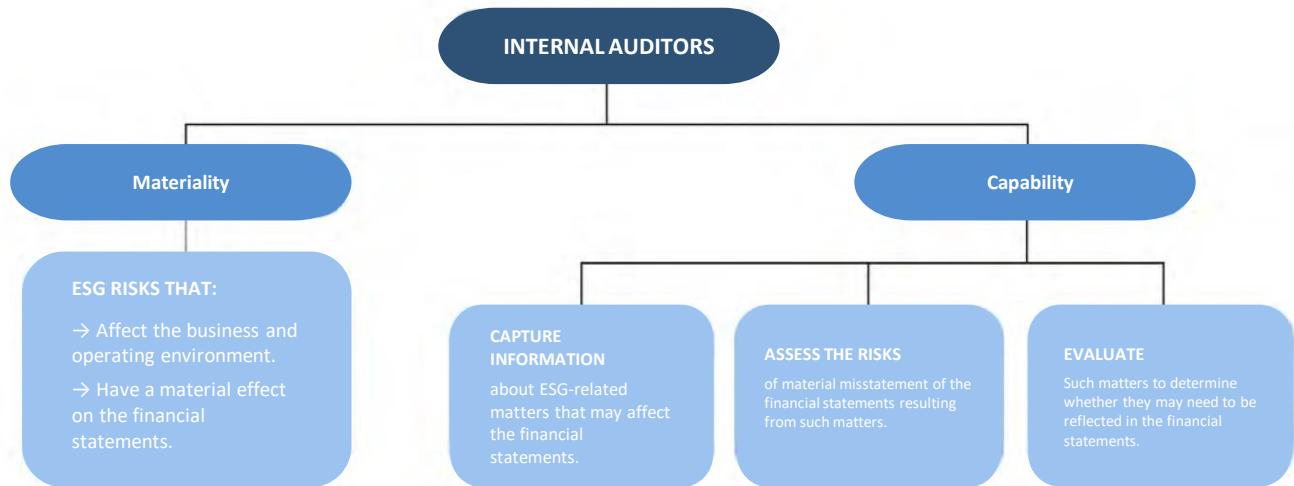 INTERNAL AUDITORS
Materiality
Capability
ESG RISKS THAT:
→ Affect the business and
operating environment.
→ Have a material effect
on the financial
statements.
CAPTURE
INFORMATION
about ESG-related
matters that may affect
the financial
statements.
ASSESS THE RISKS
of material misstatement of the
financial statements resulting
from such matters.
EVALUATE
Such matters to determine
whether they may need to be
reflected in the financial
statements.